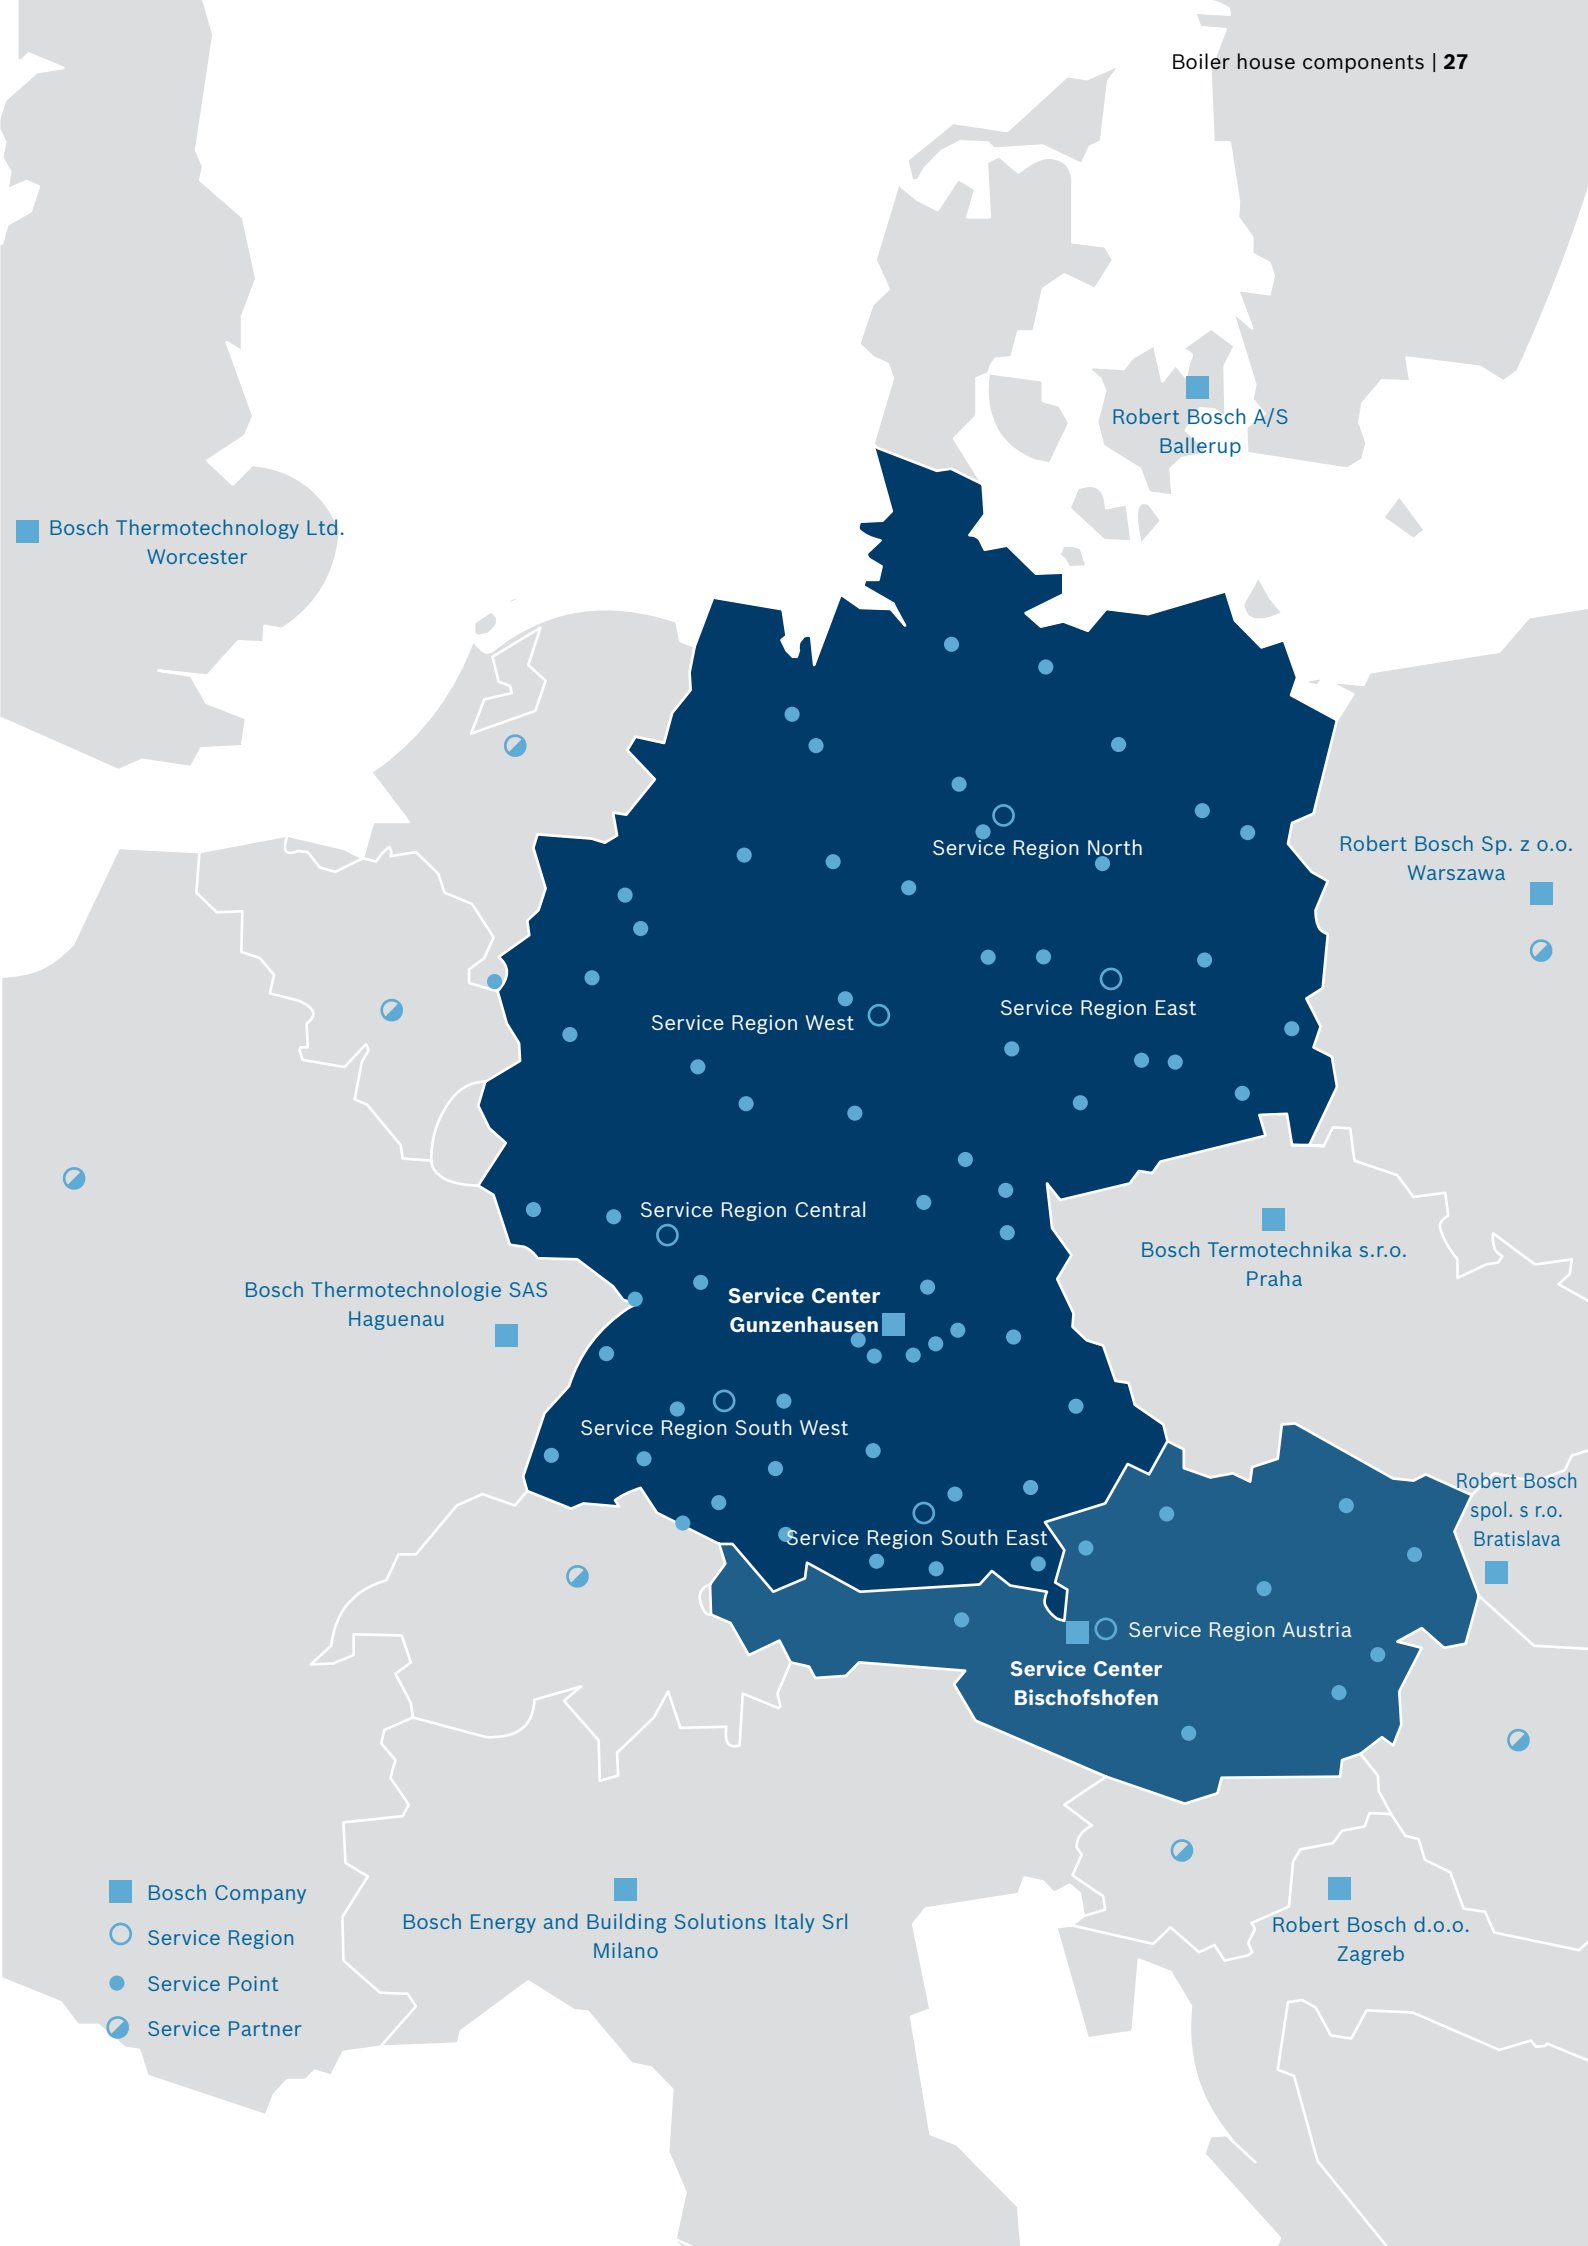 Boiler house components | 27
Robert Bosch A/S
Ballerup
Bosch Thermotechnology Ltd.
Worcester
Service Region North
Robert Bosch Sp. z o.o.
Warszawa
Service Region East
Service Region West
Service Region Central
Bosch Termotechnika s.r.o.
Praha
Bosch Thermotechnologie SAS
Haguenau
Service Center
Gunzenhausen
Service Region South West
Robert Bosch
spol. s r.o.
Bratislava
Service Region South East
Service Region Austria
Service Center
Bischofshofen
Bosch Company
Service Region
Service Point
Service Partner
Bosch Energy and Building Solutions Italy Srl
Milano
Robert Bosch d.o.o.
Zagreb